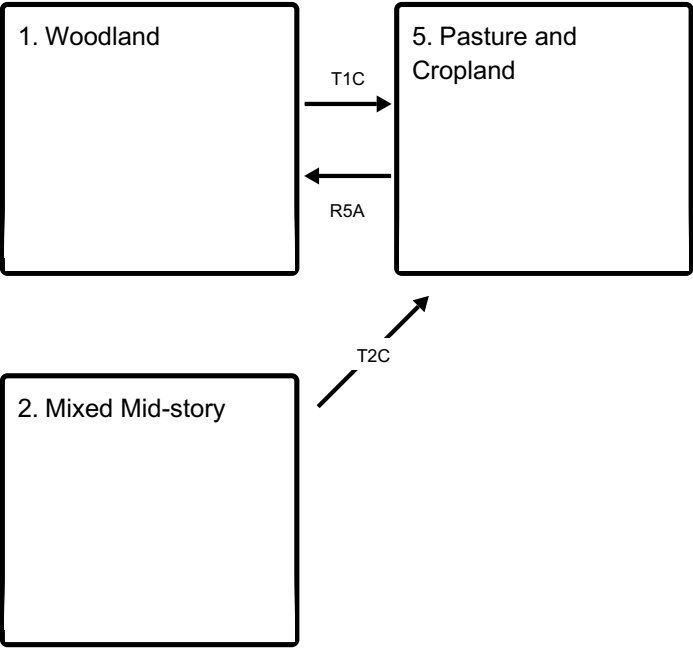 1. Woodland
5. Pasture and
Cropland
T1C
R5A
T2C
2. Mixed Mid-story